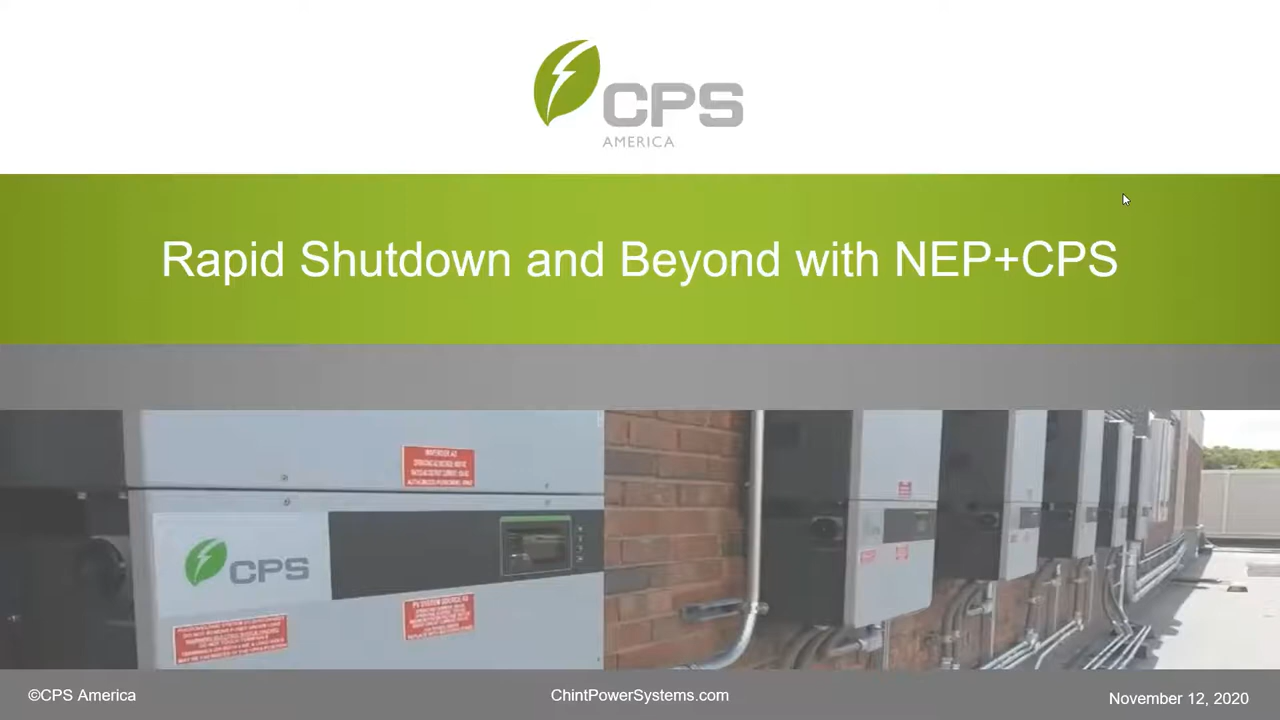 CPS
AMERICA
Rapid Shutdown and Beyond with NEP+CPS
CPS
©CPS America
ChintPowerSystems.com
November 12, 2020